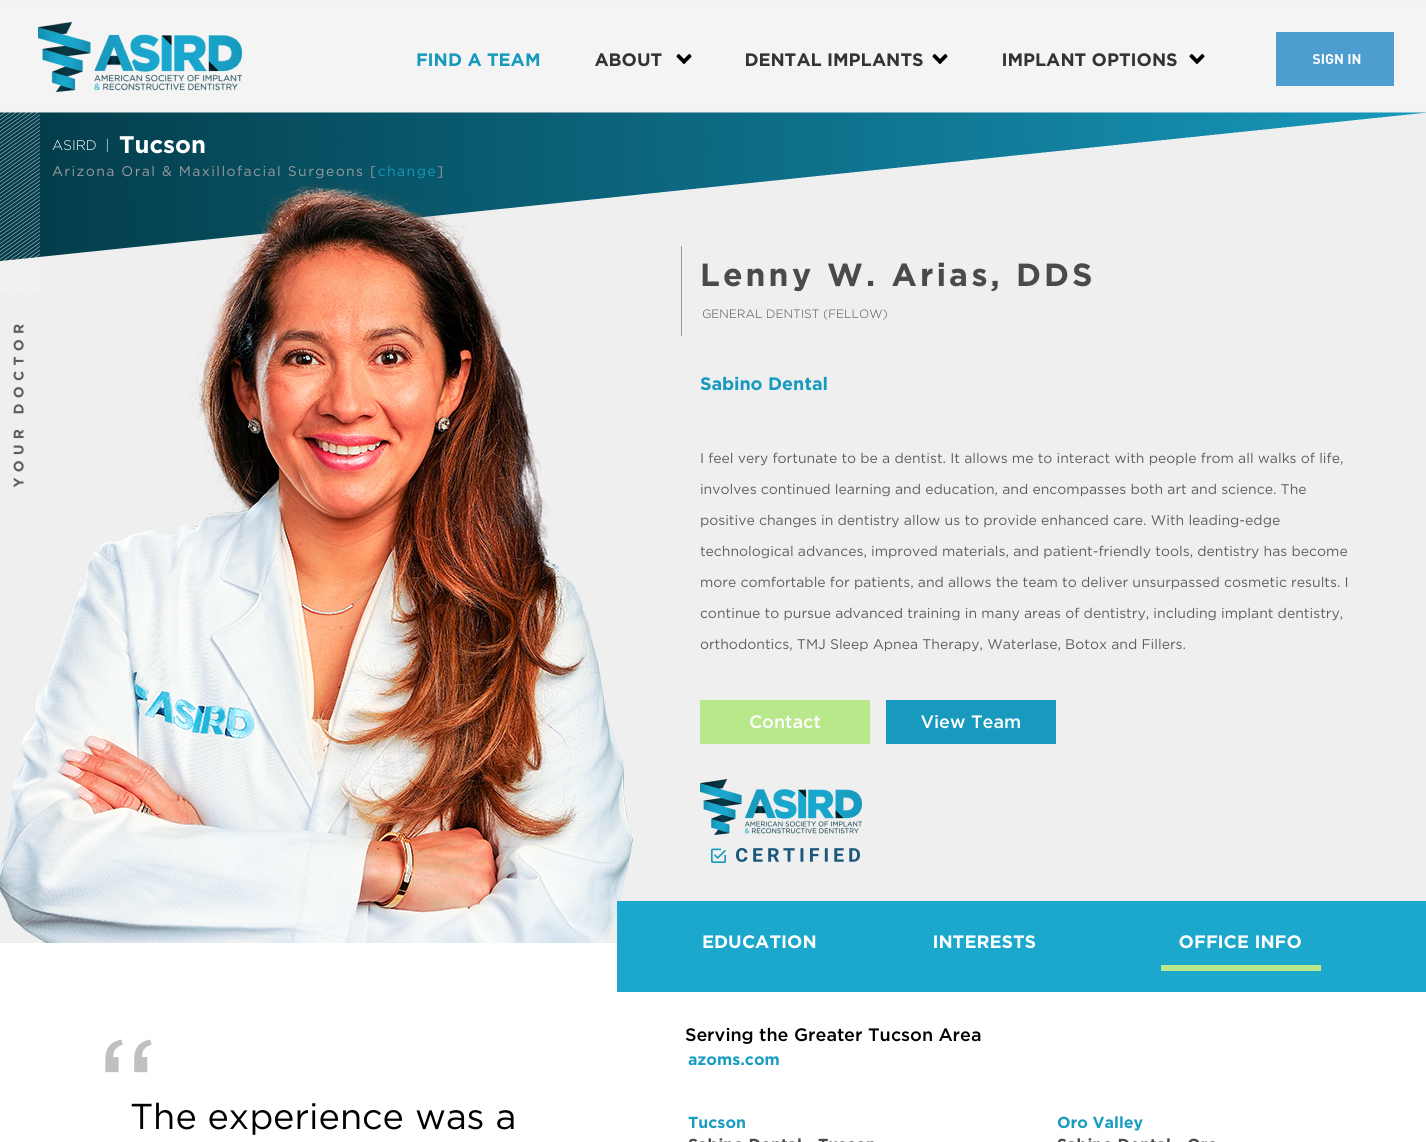 ASIRD
AMERICAN SOCIETY OF IMPLANT
& RECONSTRUCTIVE DENTISTRY
FIND A TEAM
ABOUT
DENTAL IMPLANTS
IMPLANT OPTIONS
SIGN IN
ASIRD | Tucson
Arizona Oral & Maxillofacial Surgeons [change]
YOUR DOCTOR
ASIRD
Lenny W. Arias, DDS
GENERAL DENTIST (FELLOW)
Sabino Dental
I feel very fortunate to be a dentist. It allows me to interact with people from all walks of life,
involves continued learning and education, and encompasses both art and science. The
positive changes in dentistry allow us to provide enhanced care. With leading-edge
technological advances, improved materials, and patient-friendly tools, dentistry has become
more comfortable for patients, and allows the team to deliver unsurpassed cosmetic results. I
continue to pursue advanced training in many areas of dentistry, including implant dentistry,
orthodontics, TMJ Sleep Apnea Therapy, Waterlase, Botox and Fillers.
Contact
View Team
ASIRD
AMERICAN SOCIETY OF IMPLANT
& RECONSTRUCTIVE DENTISTRY
CERTIFIED
EDUCATION
INTERESTS
OFFICE INFO
“
The experience was a
Serving the Greater Tucson Area
azoms.com
Tucson
Sabino Dental - Tucson
Oro Valley
Sabino Dental - Oro